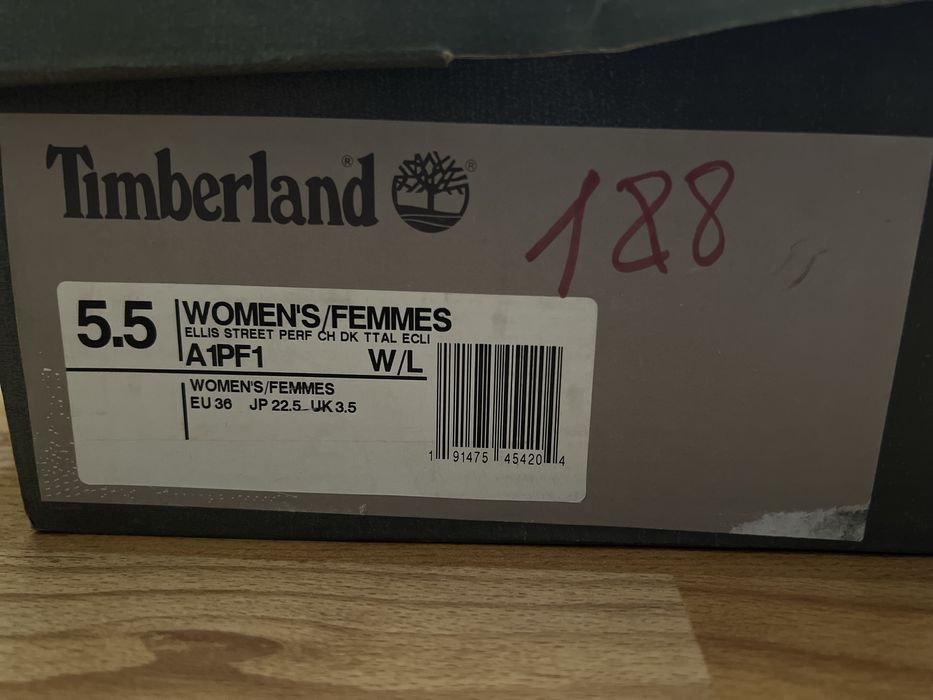 Timberland® ®
188
5.5
WOMEN'S/FEMMES
ELLIS STREET PERF CH DK TTAL ECLI
A1PF1 W/L
WOMEN'S/FEMMES
EU 36 JP 22.5 UK 3.5
1 91475 45420 4